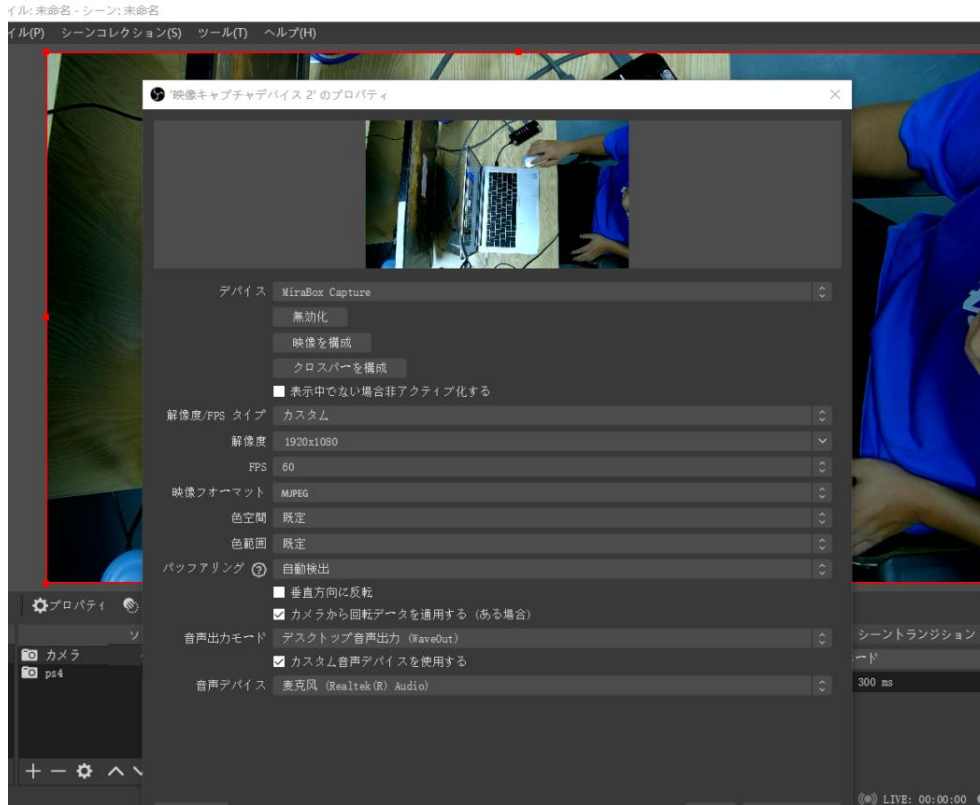 イル: 未命名 - シーン: 未命名
イル(P) シーンコレクション(S) ツール(T) ヘルプ(H)
'映像キャプチャデバイス 2' のプロパティ
デバイス MiraBox Capture
無効化
映像を構成
クロスバーを構成
表示中でない場合非アクティブ化する
解像度/FPS タイプ カスタム
解像度 1920x1080
FPS 60
映像フォーマット MJPEG
色空間 既定
色範囲 既定
バッファリング ? 自動検出
垂直方向に反転
カメラから回転データを適用する (ある場合)
音声出力モード デスクトップ音声出力 (WaveOut)
カスタム音声デバイスを使用する
音声デバイス 麦克风 (Realtek(R) Audio)
プロパティ
ソ
シーントランジション
カメラ
ード
ps4
300 ms
LIVE: 00:00:00